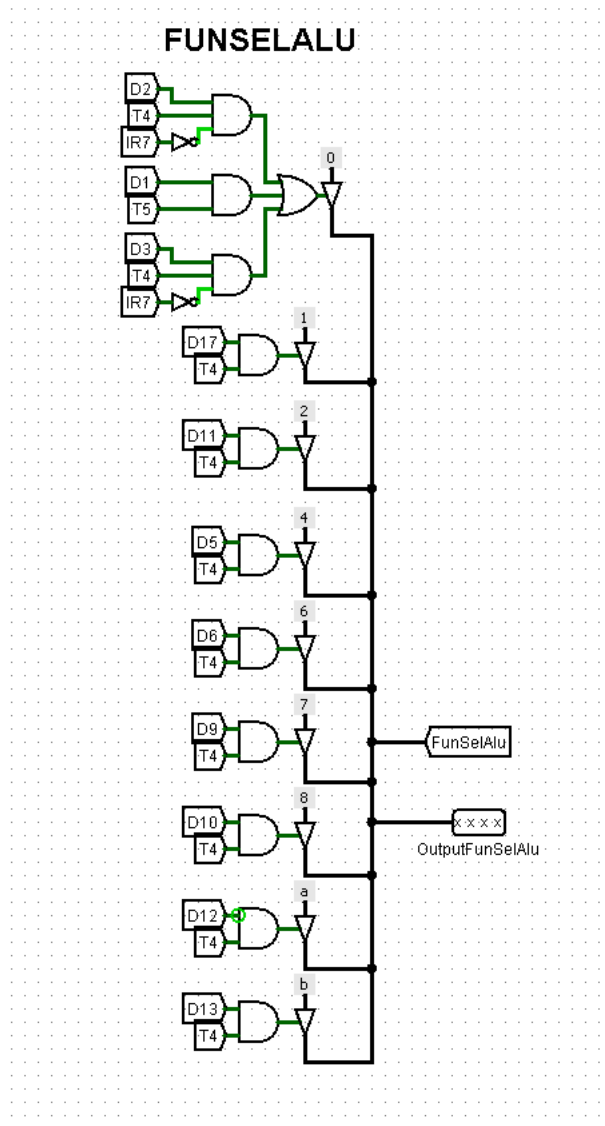 FUNSELALU
D2
T4
IR7
0
D1
T5
D3
T4
IR7
1
D17
T4
2
D11
T4
4
D5
T4
6
D6
T4
7
D9
T4
FunSelAlu
8
D10
T4
x x x x
OutputFunSelAlu
a
D12
T4
b
D13
T4